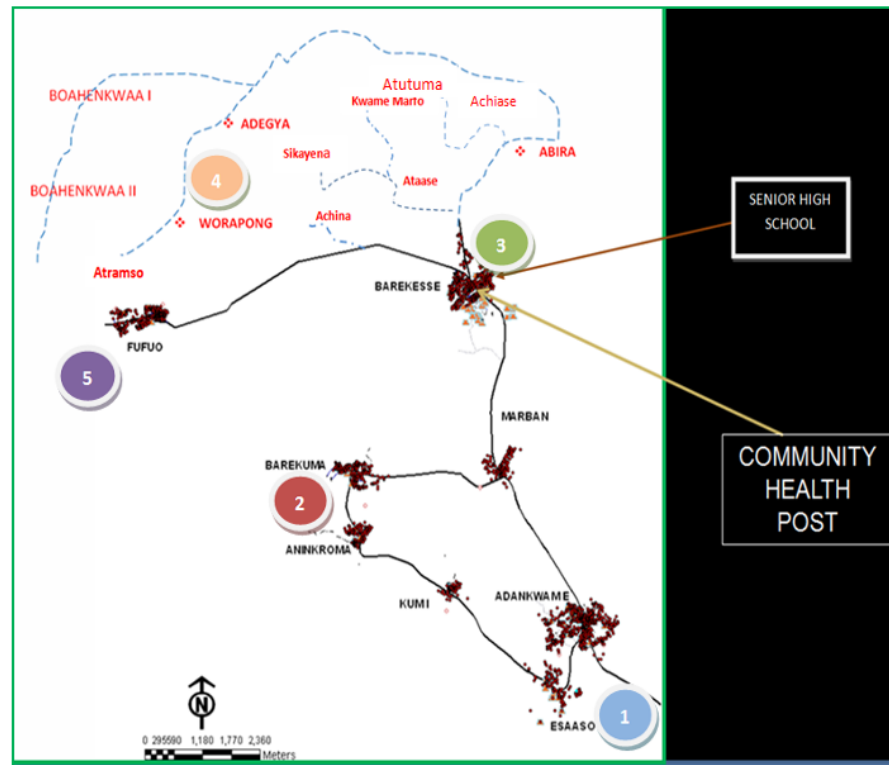 Atutuma
BOAHENKWAA I
Kwame Marto
Achiase
ADEGYA
Sikayena
ABIRA
4
Ataase
BOAHENKWAA II
WORAPONG
Achina
3
Atramso
BAREKESSE
FUFUO
5
MARBAN
BAREKUMA
2
ANINKROMA
KUMI
ADANKWAME
ESAASO
1
N
0 295590 1,180 1,770 2,360
Meters
SENIOR HIGH
SCHOOL
COMMUNITY
HEALTH
POST